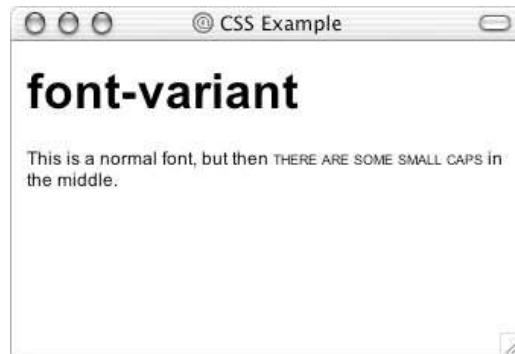 @ CSS Example
font-variant
This is a normal font, but then THERE ARE SOME SMALL CAPS in
the middle.